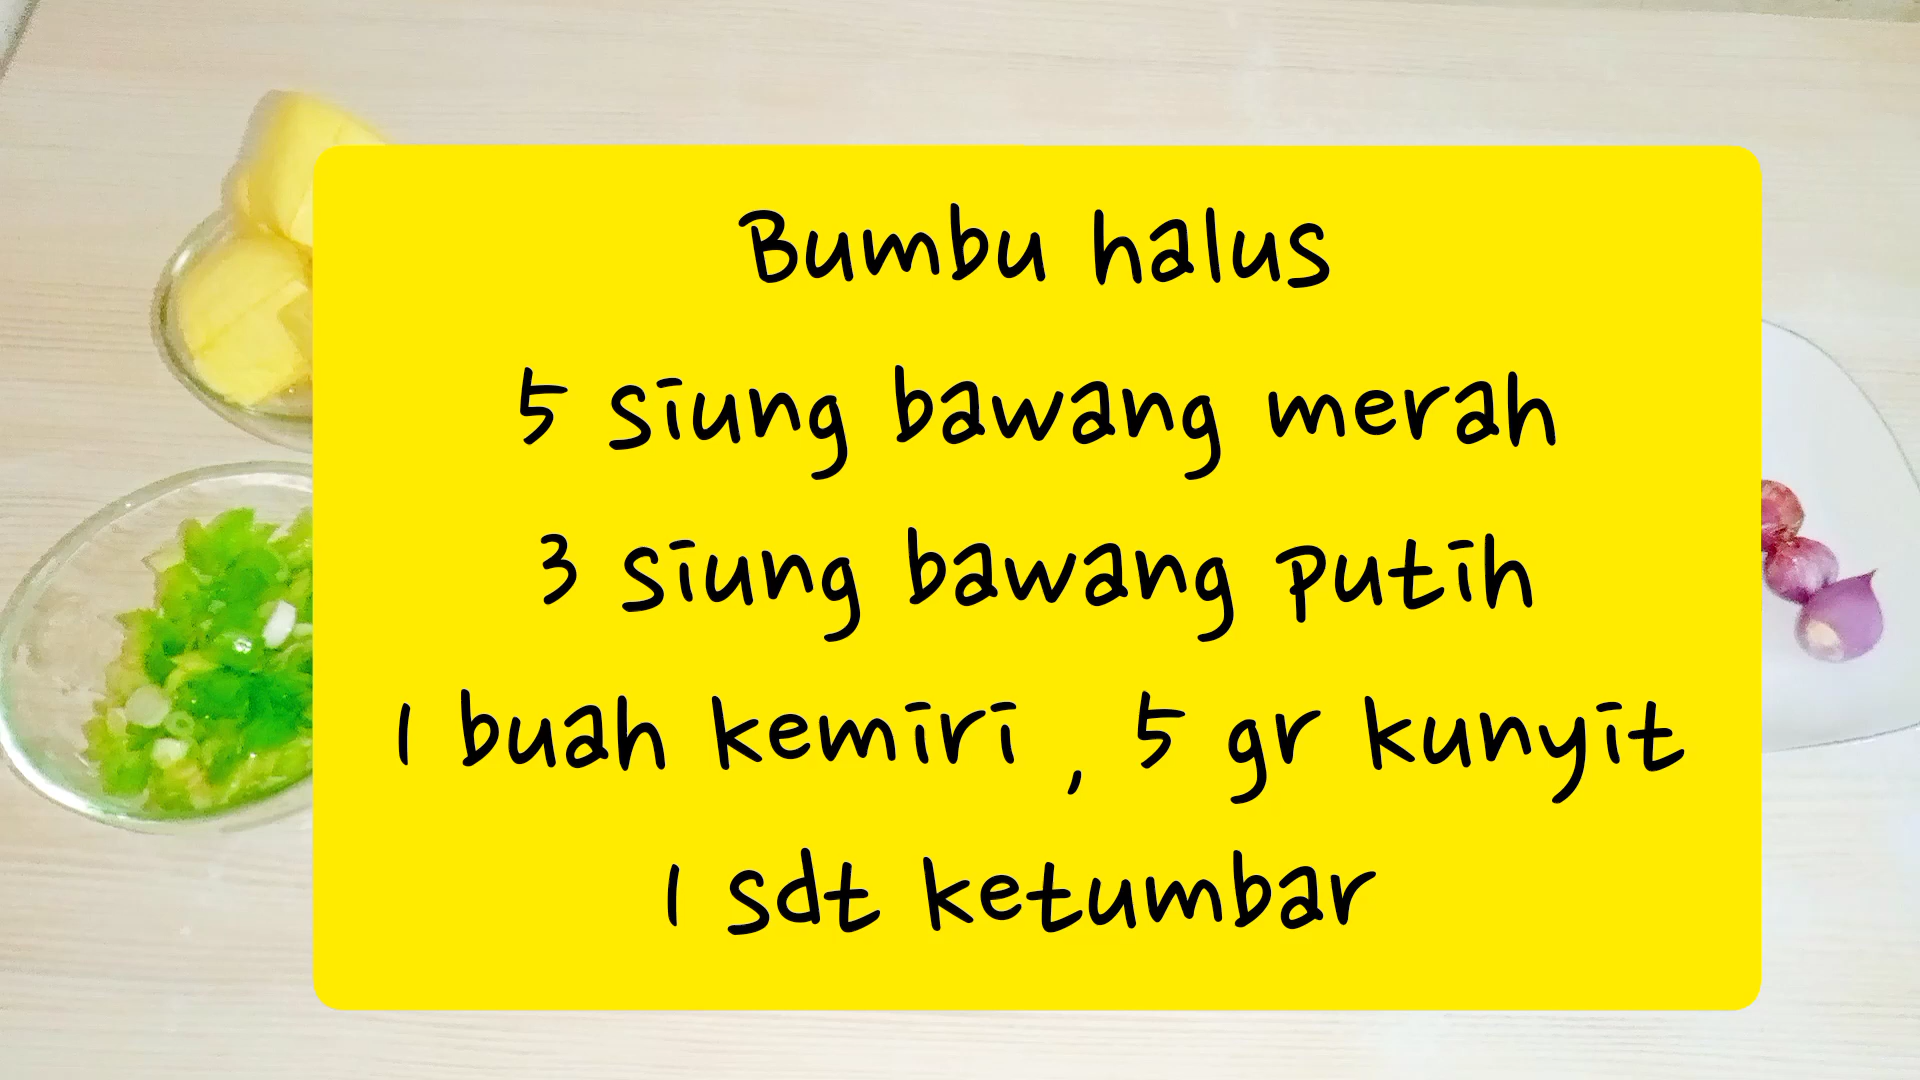 Bumbu halus
5 siung bawang merah
3 siung bawang putih
1 buah kemiri , 5 gr kunyit
1 sdt ketumbar